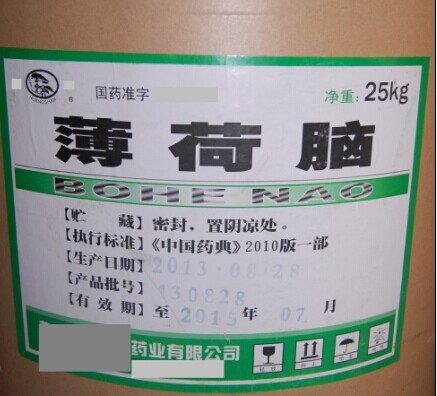 国药准字
净重：25kg
薄荷脑
BOHE NAO
【贮 藏】密封，置阴凉处。
【执行标准】《中国药典》2010版一部
【生产日期】2013·08·28
【产品批号】130828
【有 效 期】至 2015 年 07 月
药业有限公司